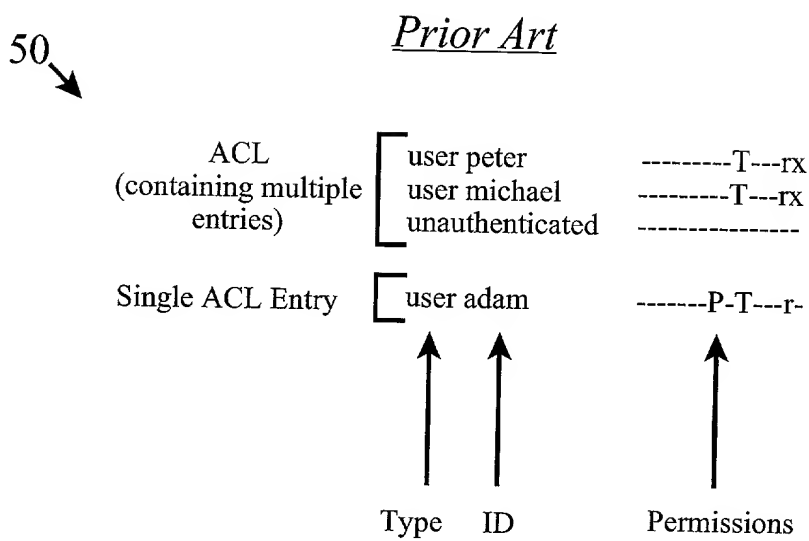 Prior Art
50
ACL
(containing multiple
entries)
user peter ---------T---rx
user michael ---------T---rx
unauthenticated ----------------
Single ACL Entry user adam -------P-T---r-
Type ID Permissions